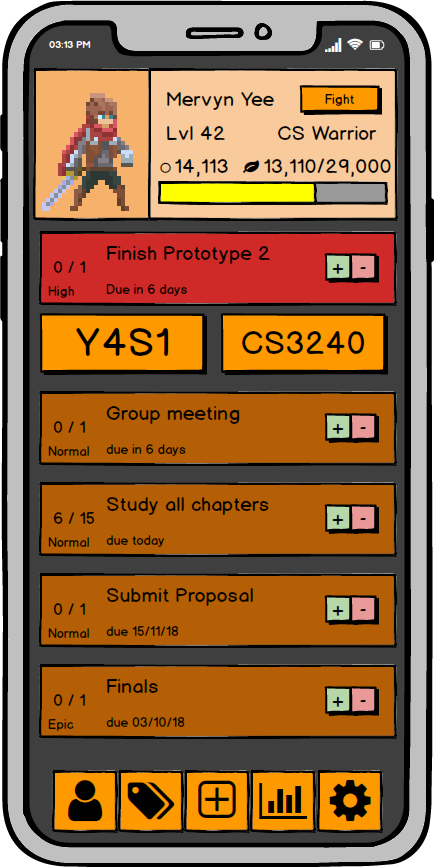 03:13 PM
Mervyn Yee
Fight
Lvl 42 CS Warrior
14,113 13,110/29,000
Finish Prototype 2
0 / 1
+ -
High Due in 6 days
Y4S1 CS3240
Group meeting
0 / 1
+ -
Normal due in 6 days
Study all chapters
6 / 15
+ -
Normal due today
Submit Proposal
0 / 1
+ -
Normal due 15/11/18
Finals
0 / 1
+ -
Epic due 03/10/18